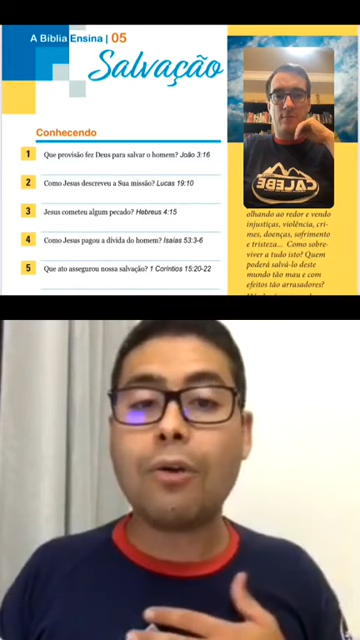 A Bíblia Ensina | 05
Salvação
Conhecendo
1 Que provisão fez Deus para salvar o homem? João 3:16
2 Como Jesus descreveu a Sua missão? Lucas 19:10
3 Jesus cometeu algum pecado? Hebreus 4:15
4 Como Jesus pagou a dívida do homem? Isaías 53:3-6
5 Que ato assegurou nossa salvação? 1 Coríntios 15:20-22
CALEBE
olhando ao redor e vendo
injustiças, violência, cri-
mes, doenças, sofrimento
e tristeza... Como sobre-
viver a tudo isto? Quem
poderá salvá-lo deste
mundo tão mau e com
efeitos tão arrasadores?